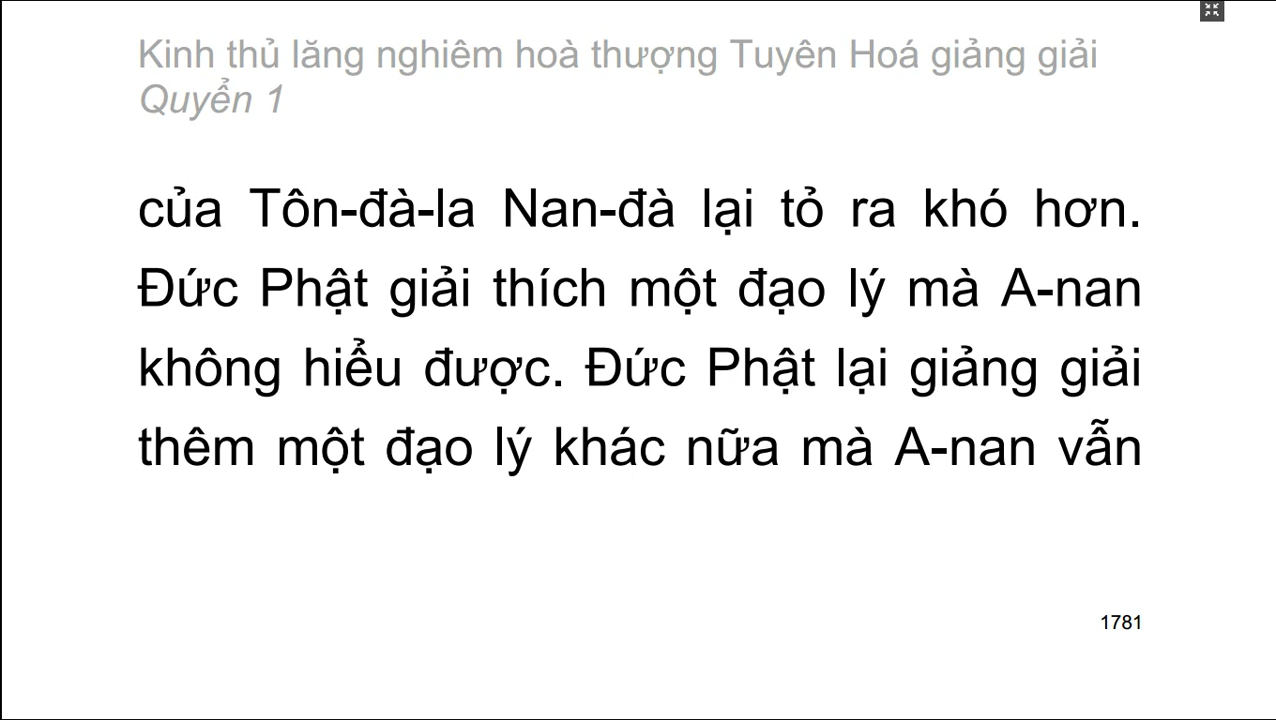 Kinh thủ lăng nghiêm hoà thượng Tuyên Hoá giảng giải
Quyển 1
của Tôn-đà-la Nan-đà lại tỏ ra khó hơn.
Đức Phật giải thích một đạo lý mà A-nan
không hiểu được. Đức Phật lại giảng giải
thêm một đạo lý khác nữa mà A-nan vẫn
1781